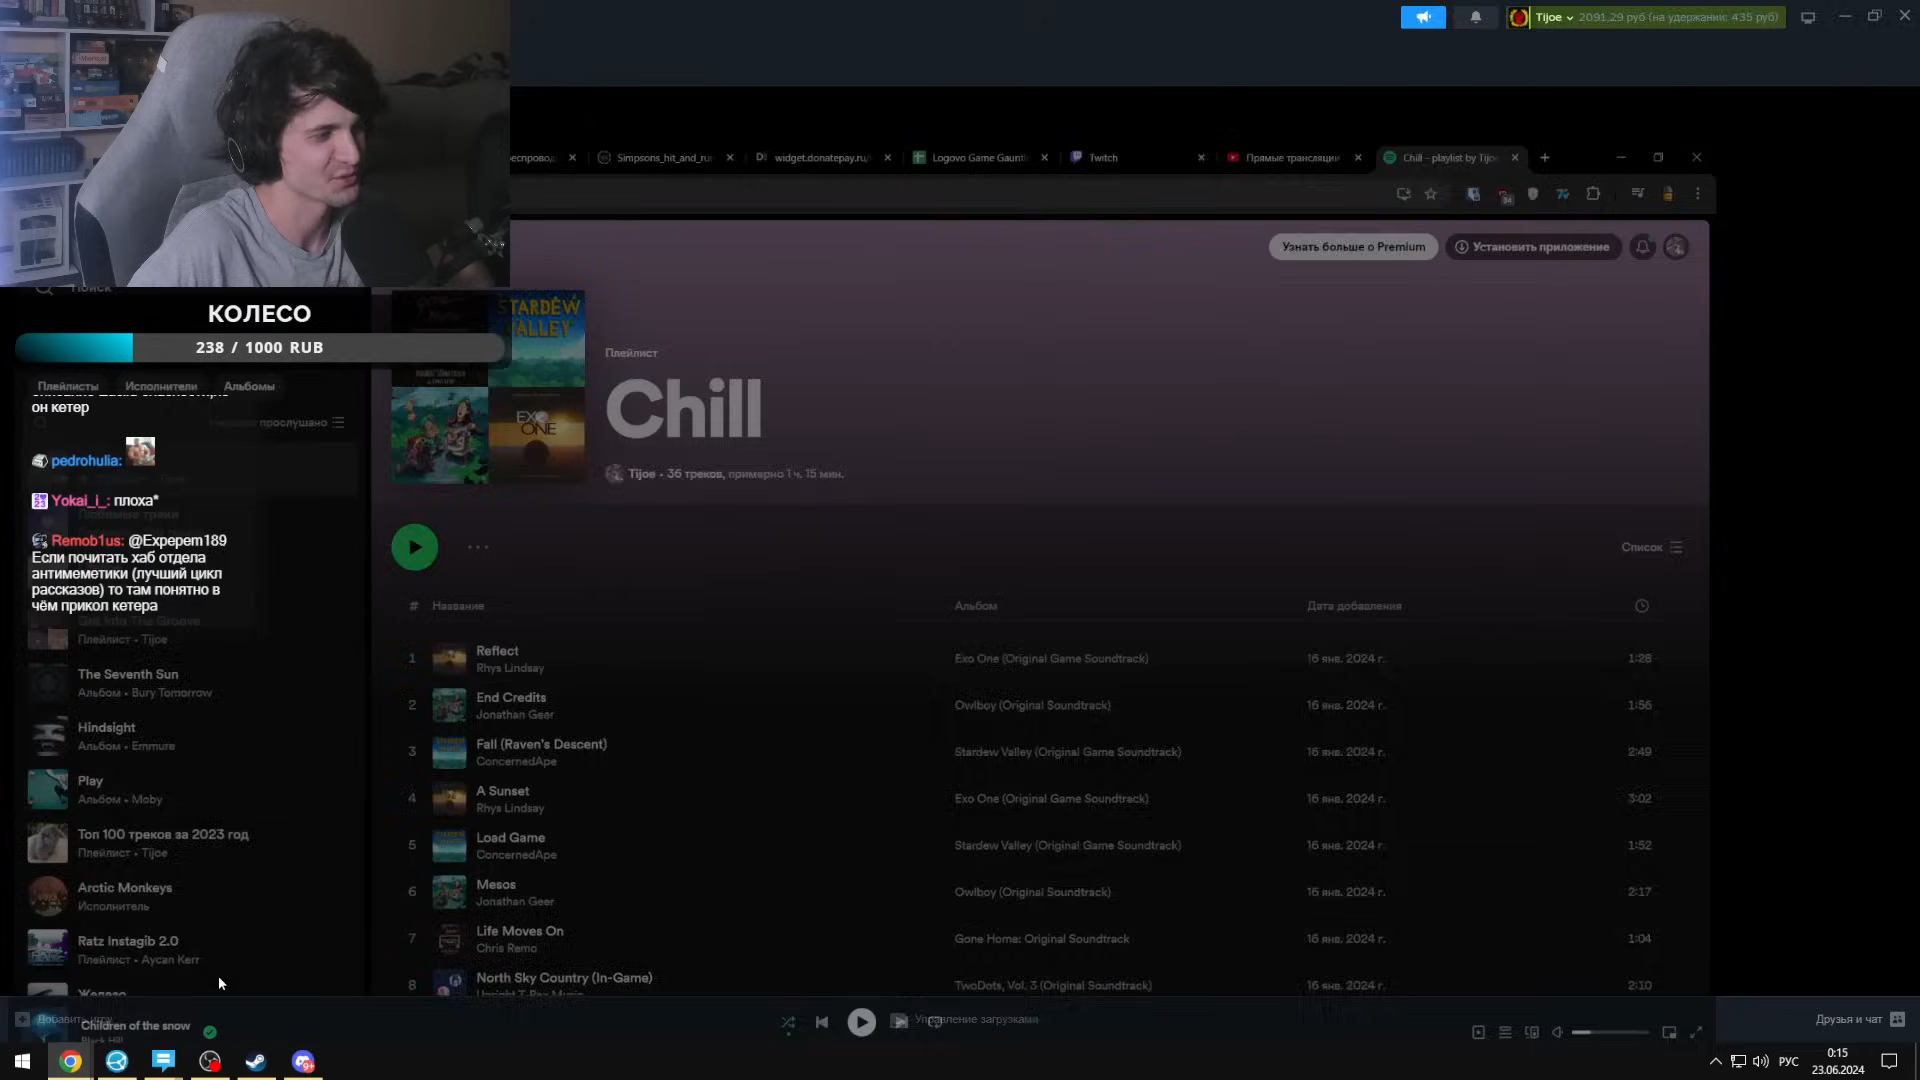 Tijoe 2091,29 руб (на удержании: 435 руб)
Simpsons_hit_and_rur
widget.donatepay.ru/
Logovo Game Gauntl
Twitch
Прямые трансляции
Chill - playlist by Tijo
Узнать больше о Premium
Установить приложение
Поиск
КОЛЕСО
238 / 1000 RUB
Плейлисты
Исполнители
Альбомы
он кетер
прослушано
pedrohulia:
Yokai_i_: плоха*
Remob1us: @Expepem189
Если почитать хаб отдела
антимеметики (лучший цикл
рассказов) то там понятно в
чём прикол кетера
Плейлист • Tijoe
The Seventh Sun
Альбом • Bury Tomorrow
Hindsight
Альбом • Emmure
Play
Альбом • Moby
Топ 100 треков за 2023 год
Плейлист • Tijoe
Arctic Monkeys
Исполнитель
Ratz Instagib 2.0
Плейлист • Aycan Kerr
Железо
STARDEW
VALLEY
EXO
ONE
Плейлист
Chill
Tijoe • 36 треков, примерно 1 ч. 15 мин.
Список
# Название Альбом Дата добавления
1 Reflect Exo One (Original Game Soundtrack) 16 янв. 2024 г. 1:28
Rhys Lindsay
2 End Credits Owlboy (Original Soundtrack) 16 янв. 2024 г. 1:56
Jonathan Geer
3 Fall (Raven's Descent) Stardew Valley (Original Game Soundtrack) 16 янв. 2024 г. 2:49
ConcernedApe
4 A Sunset Exo One (Original Game Soundtrack) 16 янв. 2024 г. 3:02
Rhys Lindsay
5 Load Game Stardew Valley (Original Game Soundtrack) 16 янв. 2024 г. 1:52
ConcernedApe
6 Mesos Owlboy (Original Soundtrack) 16 янв. 2024 г. 2:17
Jonathan Geer
7 Life Moves On Gone Home: Original Soundtrack 16 янв. 2024 г. 1:04
Chris Remo
8 North Sky Country (In-Game) TwoDots, Vol. 3 (Original Soundtrack) 16 янв. 2024 г. 2:10
Добавить игру
Children of the snow
Управление загрузками
Друзья и чат
РУС
0:15
23.06.2024